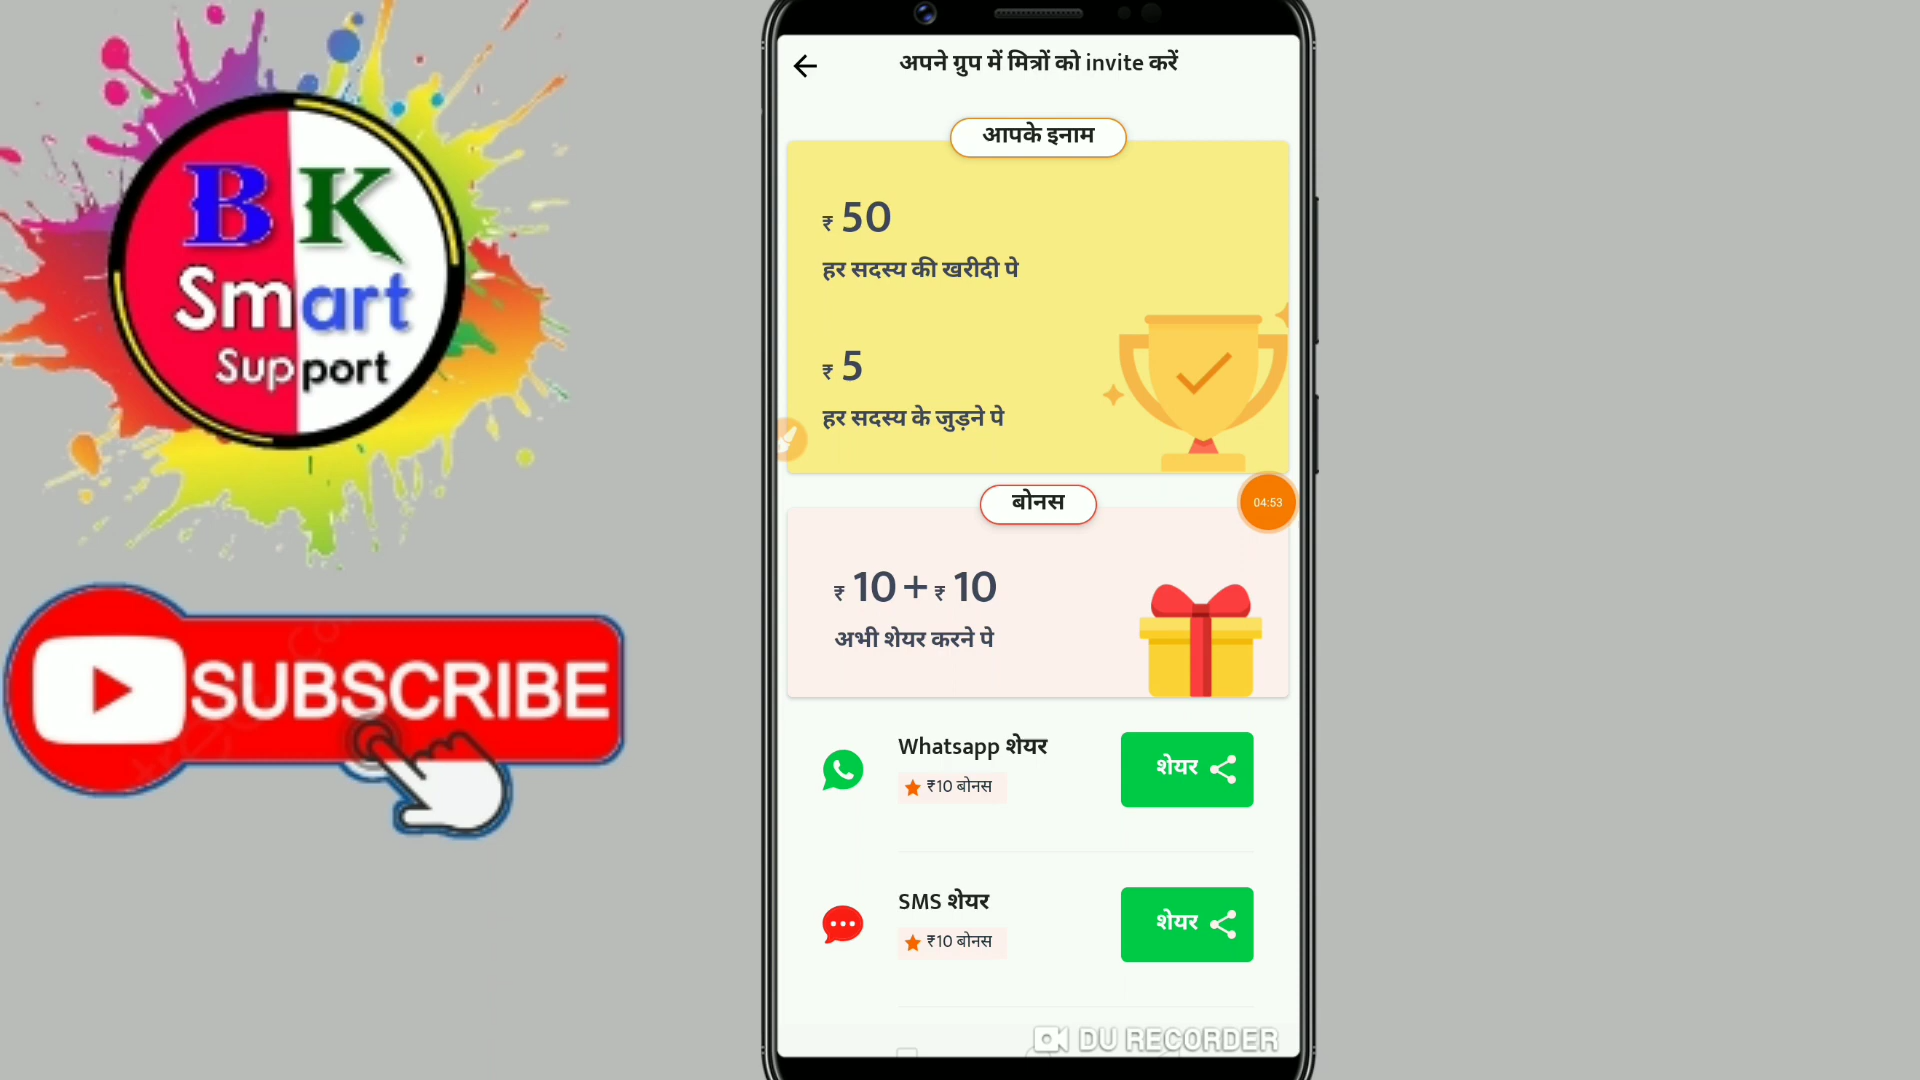 B K
Smart
Support
SUBSCRIBE
अपने ग्रुप में मित्रों को invite करें
आपके इनाम
₹ 50
हर सदस्य की खरीदी पे
₹ 5
हर सदस्य के जुड़ने पे
बोनस
04:53
₹ 10 + ₹ 10
अभी शेयर करने पे
Whatsapp शेयर
₹10 बोनस
शेयर
SMS शेयर
₹10 बोनस
शेयर
DU RECORDER